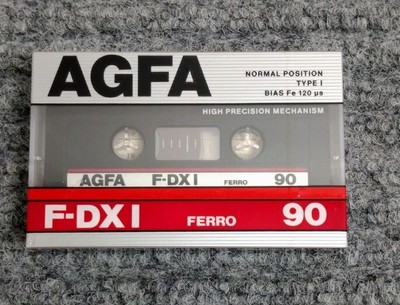 AGFA
NORMAL POSITION
TYPE I
BIAS Fe 120 µs
HIGH PRECISION MECHANISM
AGFA F-DX I FERRO 90
F-DX I FERRO 90